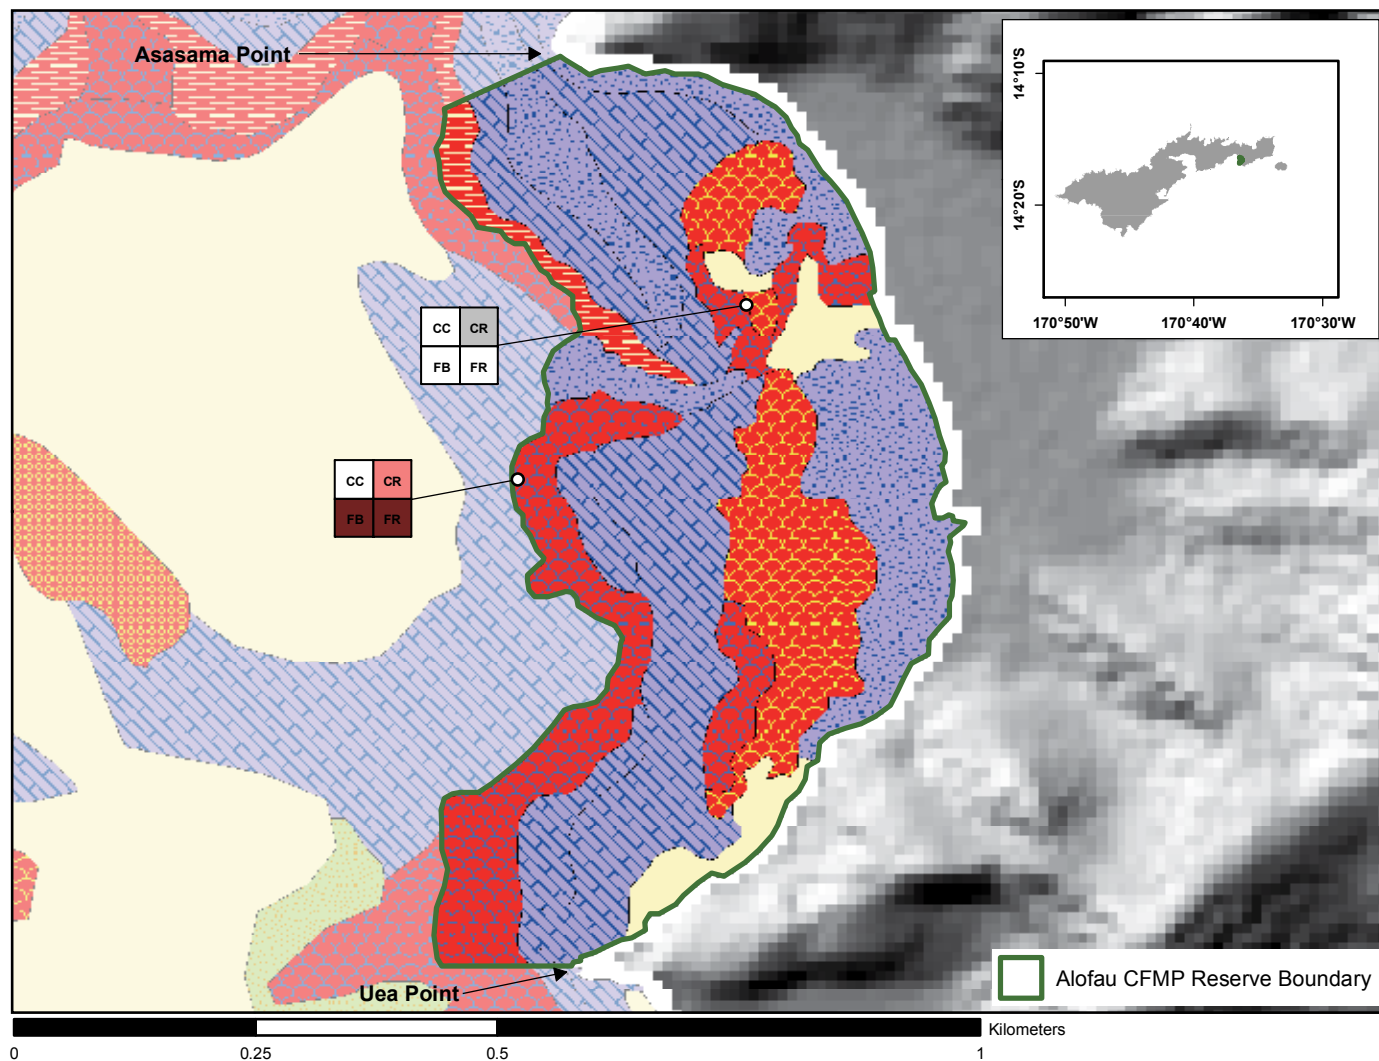 Asasama Point
14°10'S
14°20'S
170°50'W
170°40'W
170°30'W
CC
CR
FB
FR
CC
CR
FB
FR
Uea Point
Alofau CFMP Reserve Boundary
Kilometers
0
0.25
0.5
1